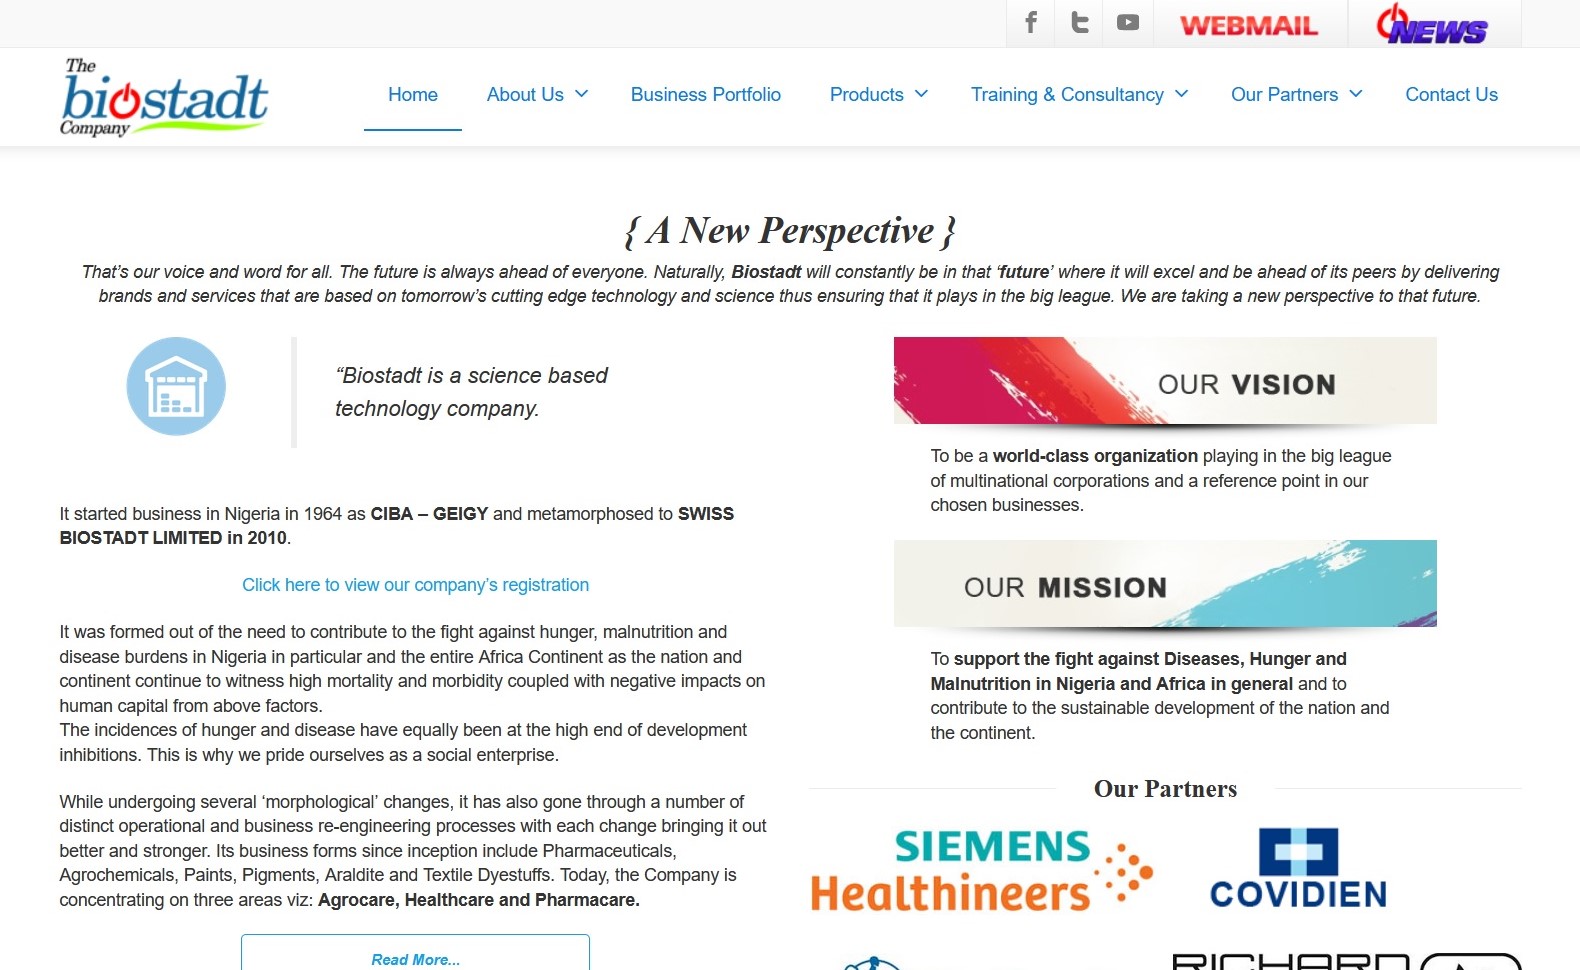 WEBMAIL
NEWS
The
biostadt
Company
Home
About Us
Business Portfolio
Products
Training & Consultancy
Our Partners
Contact Us
{ A New Perspective }
That’s our voice and word for all. The future is always ahead of everyone. Naturally, Biostadt will constantly be in that ‘future’ where it will excel and be ahead of its peers by delivering
brands and services that are based on tomorrow’s cutting edge technology and science thus ensuring that it plays in the big league. We are taking a new perspective to that future.
“Biostadt is a science based
technology company.
It started business in Nigeria in 1964 as CIBA – GEIGY and metamorphosed to SWISS
BIOSTADT LIMITED in 2010.
Click here to view our company’s registration
It was formed out of the need to contribute to the fight against hunger, malnutrition and
disease burdens in Nigeria in particular and the entire Africa Continent as the nation and
continent continue to witness high mortality and morbidity coupled with negative impacts on
human capital from above factors.
The incidences of hunger and disease have equally been at the high end of development
inhibitions. This is why we pride ourselves as a social enterprise.
While undergoing several ‘morphological’ changes, it has also gone through a number of
distinct operational and business re-engineering processes with each change bringing it out
better and stronger. Its business forms since inception include Pharmaceuticals,
Agrochemicals, Paints, Pigments, Araldite and Textile Dyestuffs. Today, the Company is
concentrating on three areas viz: Agrocare, Healthcare and Pharmacare.
Read More...
OUR VISION
To be a world-class organization playing in the big league
of multinational corporations and a reference point in our
chosen businesses.
OUR MISSION
To support the fight against Diseases, Hunger and
Malnutrition in Nigeria and Africa in general and to
contribute to the sustainable development of the nation and
the continent.
Our Partners
SIEMENS
Healthineers
COVIDIEN
RICHARD